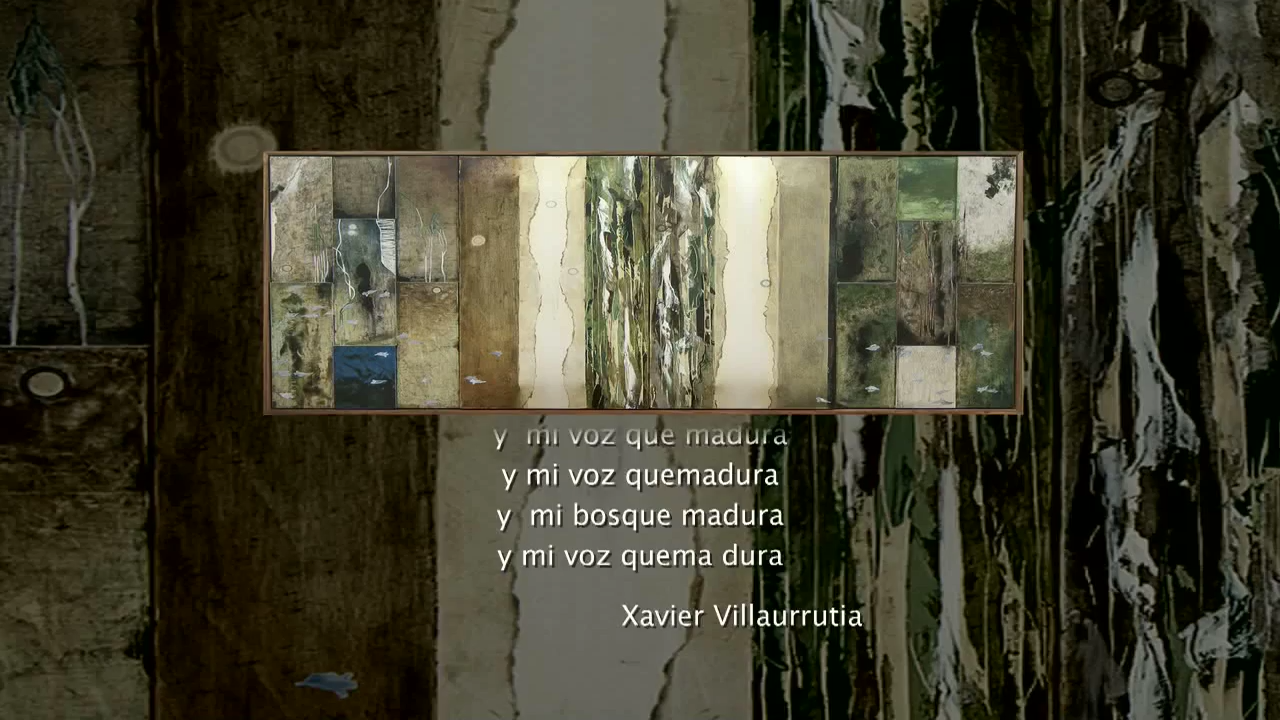 y mi voz que madura
y mi voz quemadura
y mi bosque madura
y mi voz quema dura
Xavier Villaurrutia